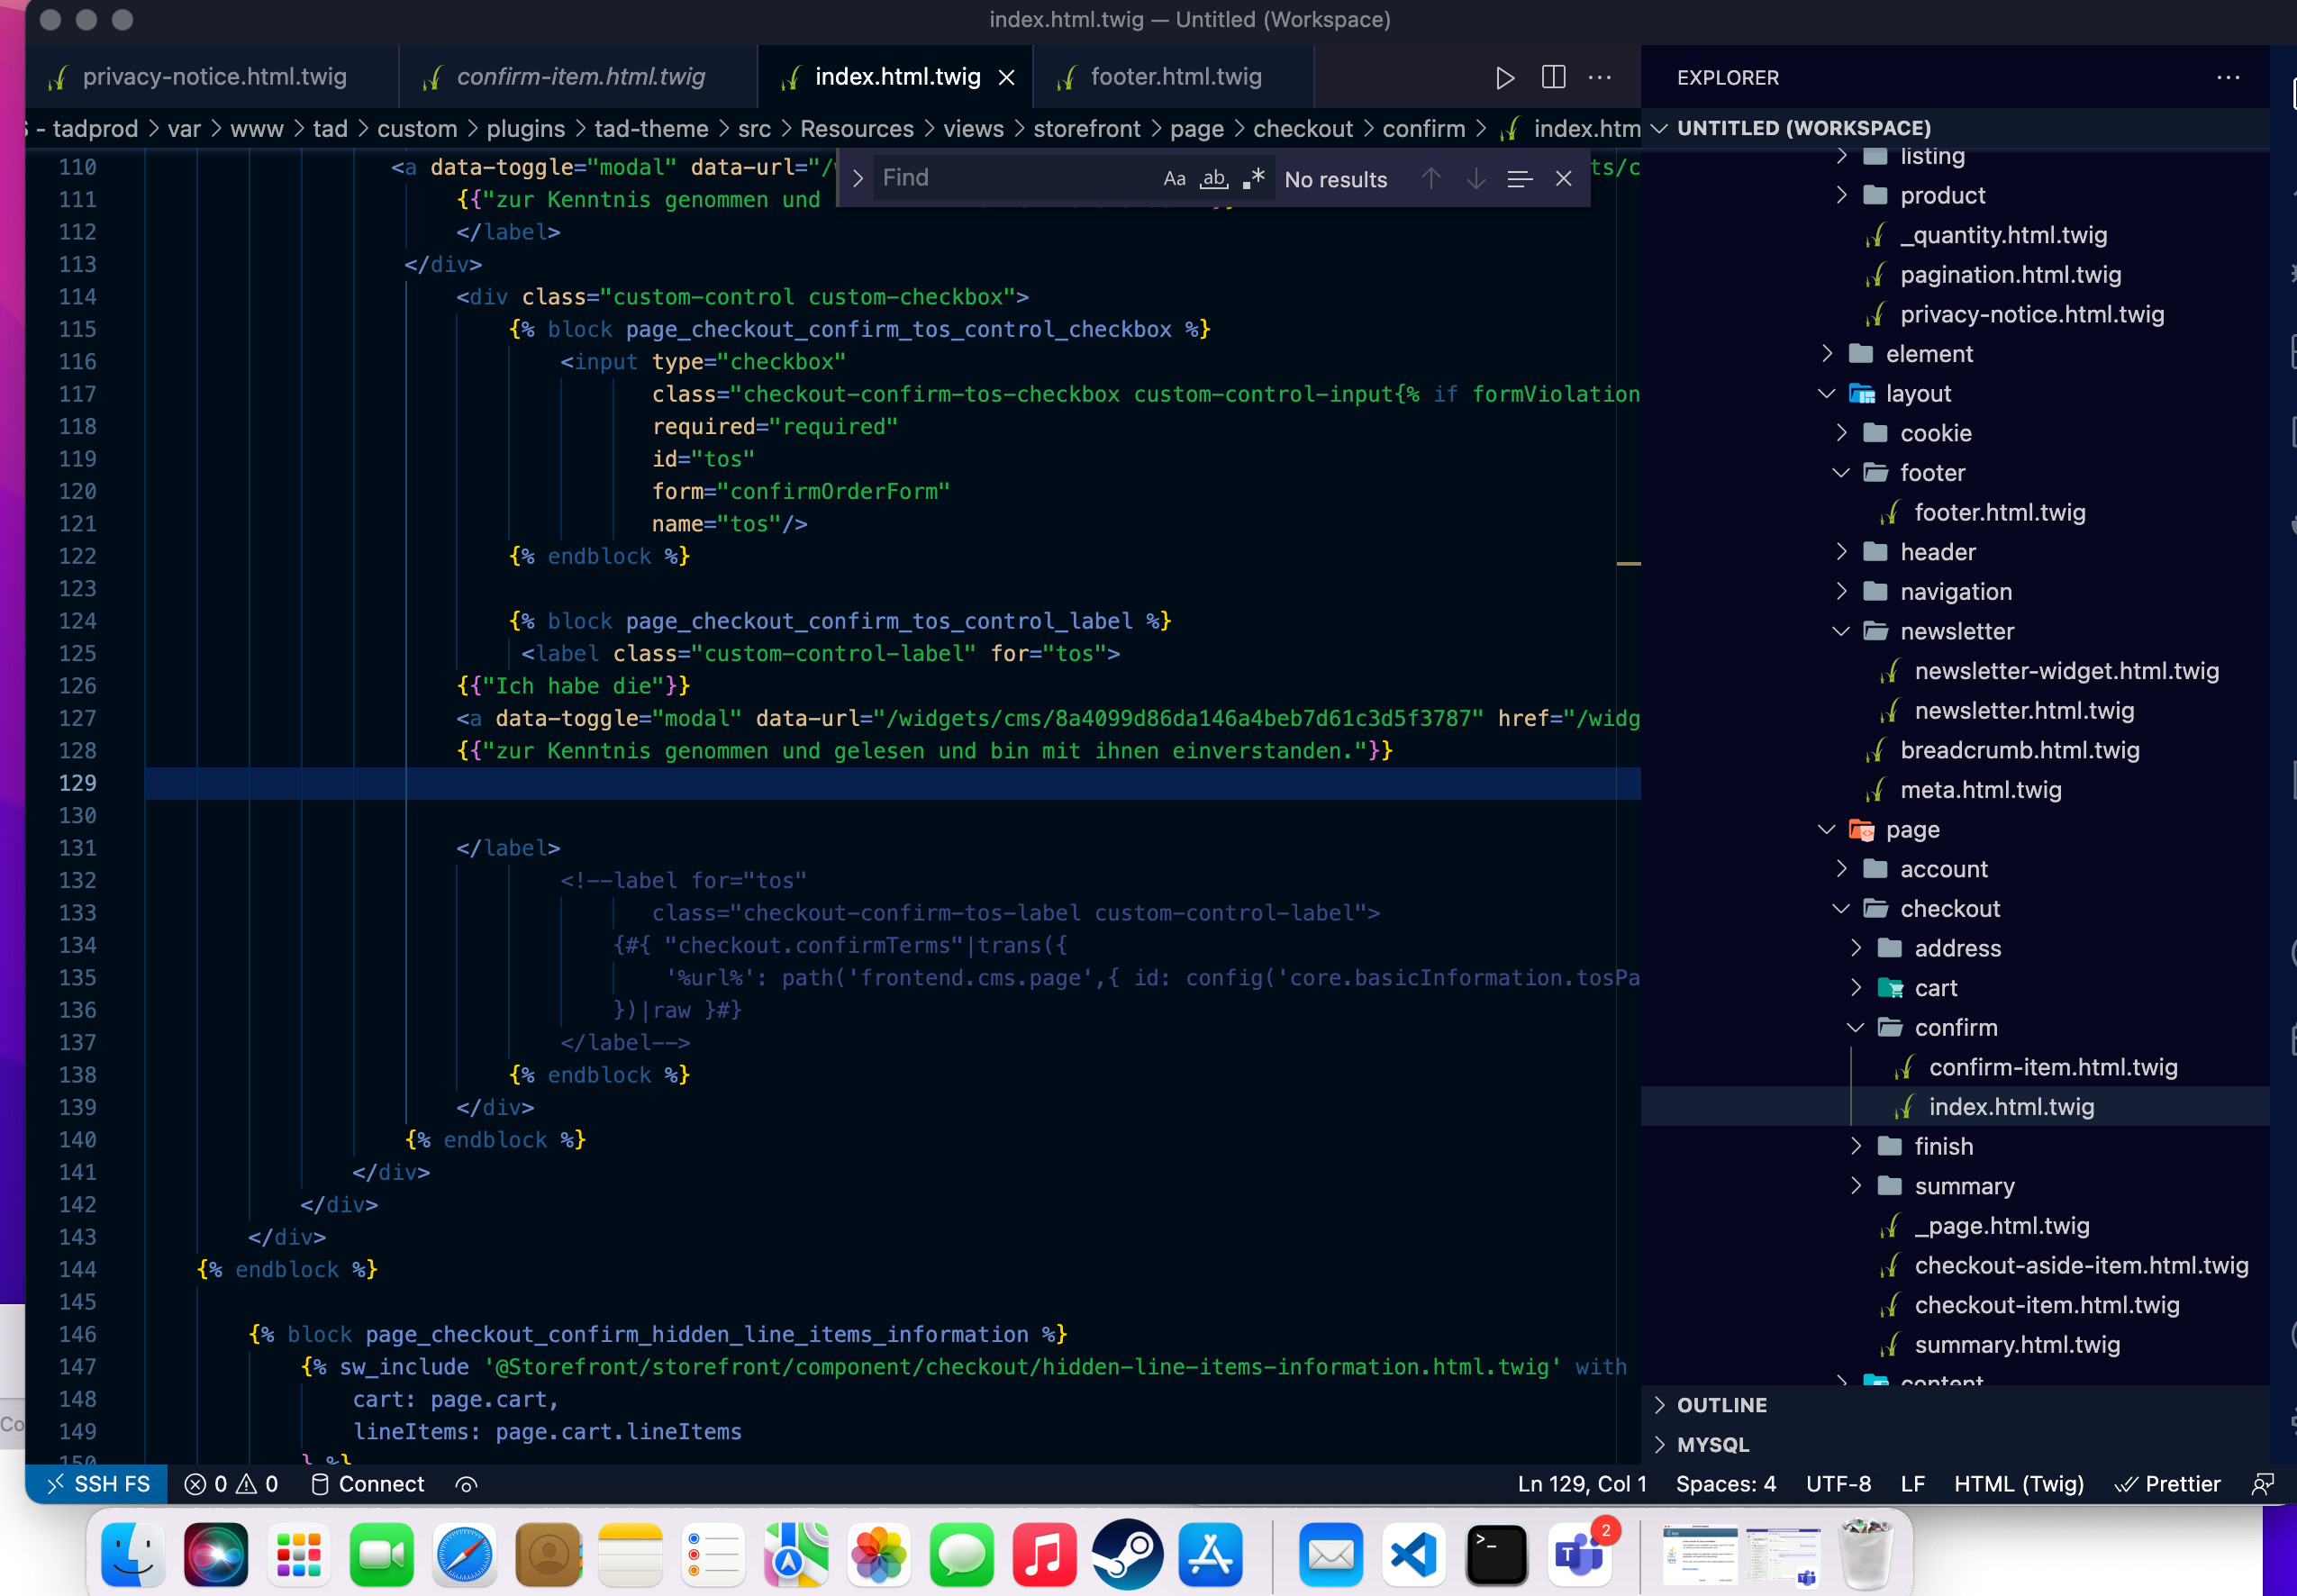 index.html.twig — Untitled (Workspace)
privacy-notice.html.twig
confirm-item.html.twig
index.html.twig
footer.html.twig
EXPLORER
- tadprod > var > www > tad > custom > plugins > tad-theme > src > Resources > views > storefront > page > checkout > confirm > index.htm
UNTITLED (WORKSPACE)
Find
Aa ab .* No results
110 <a data-toggle="modal" data-url="/
ts/c
111 {{"zur Kenntnis genommen und
112 </label>
113 </div>
114 <div class="custom-control custom-checkbox">
115 {% block page_checkout_confirm_tos_control_checkbox %}
116 <input type="checkbox"
117 class="checkout-confirm-tos-checkbox custom-control-input{% if formViolation
118 required="required"
119 id="tos"
120 form="confirmOrderForm"
121 name="tos"/>
122 {% endblock %}
123
124 {% block page_checkout_confirm_tos_control_label %}
125 <label class="custom-control-label" for="tos">
126 {{"Ich habe die"}}
127 <a data-toggle="modal" data-url="/widgets/cms/8a4099d86da146a4beb7d61c3d5f3787" href="/widg
128 {{"zur Kenntnis genommen und gelesen und bin mit ihnen einverstanden."}}
129
130
131 </label>
132 <!--label for="tos"
133 class="checkout-confirm-tos-label custom-control-label">
134 {#{ "checkout.confirmTerms"|trans({
135 '%url%': path('frontend.cms.page',{ id: config('core.basicInformation.tosPa
136 })|raw }#}
137 </label-->
138 {% endblock %}
139 </div>
140 {% endblock %}
141 </div>
142 </div>
143 </div>
144 {% endblock %}
145
146 {% block page_checkout_confirm_hidden_line_items_information %}
147 {% sw_include '@Storefront/storefront/component/checkout/hidden-line-items-information.html.twig' with
148 cart: page.cart,
149 lineItems: page.cart.lineItems
150 } %}
listing
product
_quantity.html.twig
pagination.html.twig
privacy-notice.html.twig
element
layout
cookie
footer
footer.html.twig
header
navigation
newsletter
newsletter-widget.html.twig
newsletter.html.twig
breadcrumb.html.twig
meta.html.twig
page
account
checkout
address
cart
confirm
confirm-item.html.twig
index.html.twig
finish
summary
_page.html.twig
checkout-aside-item.html.twig
checkout-item.html.twig
summary.html.twig
content
OUTLINE
MYSQL
Co
SSH FS 0 0 Connect
Ln 129, Col 1 Spaces: 4 UTF-8 LF HTML (Twig) Prettier
2